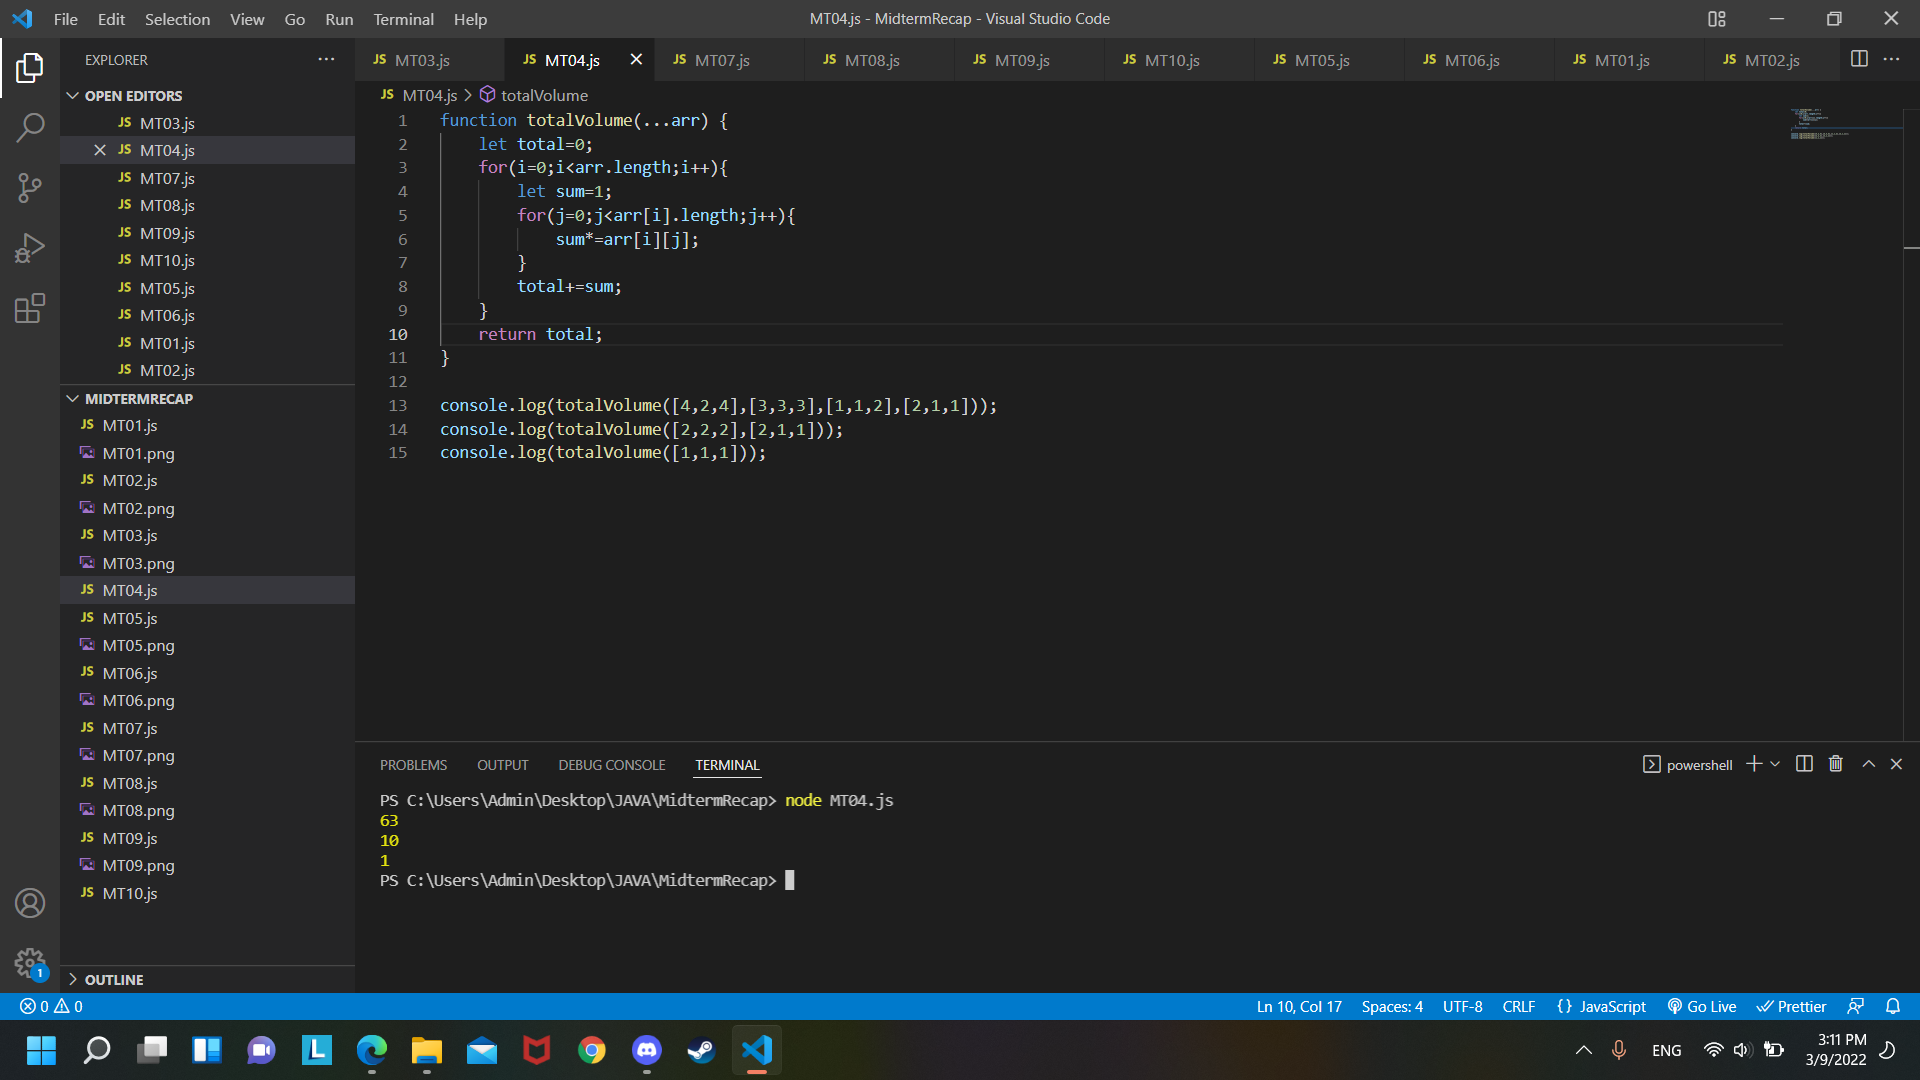 File Edit Selection View Go Run Terminal Help
MT04.js - MidtermRecap - Visual Studio Code
EXPLORER
OPEN EDITORS
JS MT03.js
JS MT04.js
JS MT07.js
JS MT08.js
JS MT09.js
JS MT10.js
JS MT05.js
JS MT06.js
JS MT01.js
JS MT02.js
MIDTERMRECAP
JS MT01.js
MT01.png
JS MT02.js
MT02.png
JS MT03.js
MT03.png
JS MT04.js
JS MT05.js
MT05.png
JS MT06.js
MT06.png
JS MT07.js
MT07.png
JS MT08.js
MT08.png
JS MT09.js
MT09.png
JS MT10.js
OUTLINE
JS MT03.js JS MT04.js JS MT07.js JS MT08.js JS MT09.js JS MT10.js JS MT05.js JS MT06.js JS MT01.js JS MT02.js
JS MT04.js > totalVolume
1 function totalVolume(...arr) {
2 let total=0;
3 for(i=0;i<arr.length;i++){
4 let sum=1;
5 for(j=0;j<arr[i].length;j++){
6 sum*=arr[i][j];
7 }
8 total+=sum;
9 }
10 return total;
11 }
12
13 console.log(totalVolume([4,2,4],[3,3,3],[1,1,2],[2,1,1]));
14 console.log(totalVolume([2,2,2],[2,1,1]));
15 console.log(totalVolume([1,1,1]));
PROBLEMS OUTPUT DEBUG CONSOLE TERMINAL
powershell
PS C:\Users\Admin\Desktop\JAVA\MidtermRecap> node MT04.js
63
10
1
PS C:\Users\Admin\Desktop\JAVA\MidtermRecap>
1
0 0
Ln 10, Col 17 Spaces: 4 UTF-8 CRLF {} JavaScript Go Live Prettier
L
ENG
3:11 PM
3/9/2022